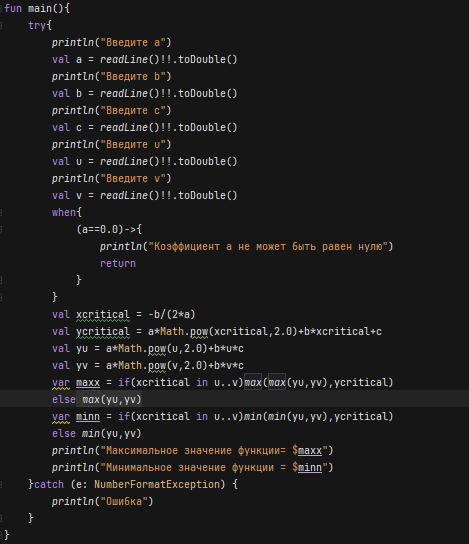 fun main(){
    try{
        println("Введите a")
        val a = readLine()!!.toDouble()
        println("Введите b")
        val b = readLine()!!.toDouble()
        println("Введите c")
        val c = readLine()!!.toDouble()
        println("Введите u")
        val u = readLine()!!.toDouble()
        println("Введите v")
        val v = readLine()!!.toDouble()
        when{
            (a==0.0)->{
                println("Коэффициент a не может быть равен нулю")
                return
            }
        }
        val xcritical = -b/(2*a)
        val ycritical = a*Math.pow(xcritical,2.0)+b*xcritical+c
        val yu = a*Math.pow(u,2.0)+b*u*c
        val yv = a*Math.pow(v,2.0)+b*v*c
        var maxx = if(xcritical in u..v)max(max(yu,yv),ycritical)
        else max(yu,yv)
        var minn = if(xcritical in u..v)min(min(yu,yv),ycritical)
        else min(yu,yv)
        println("Максимальное значение функции= $maxx")
        println("Минимальное значение функции = $minn")
    }catch (e: NumberFormatException) {
        println("Ошибка")
    }
}